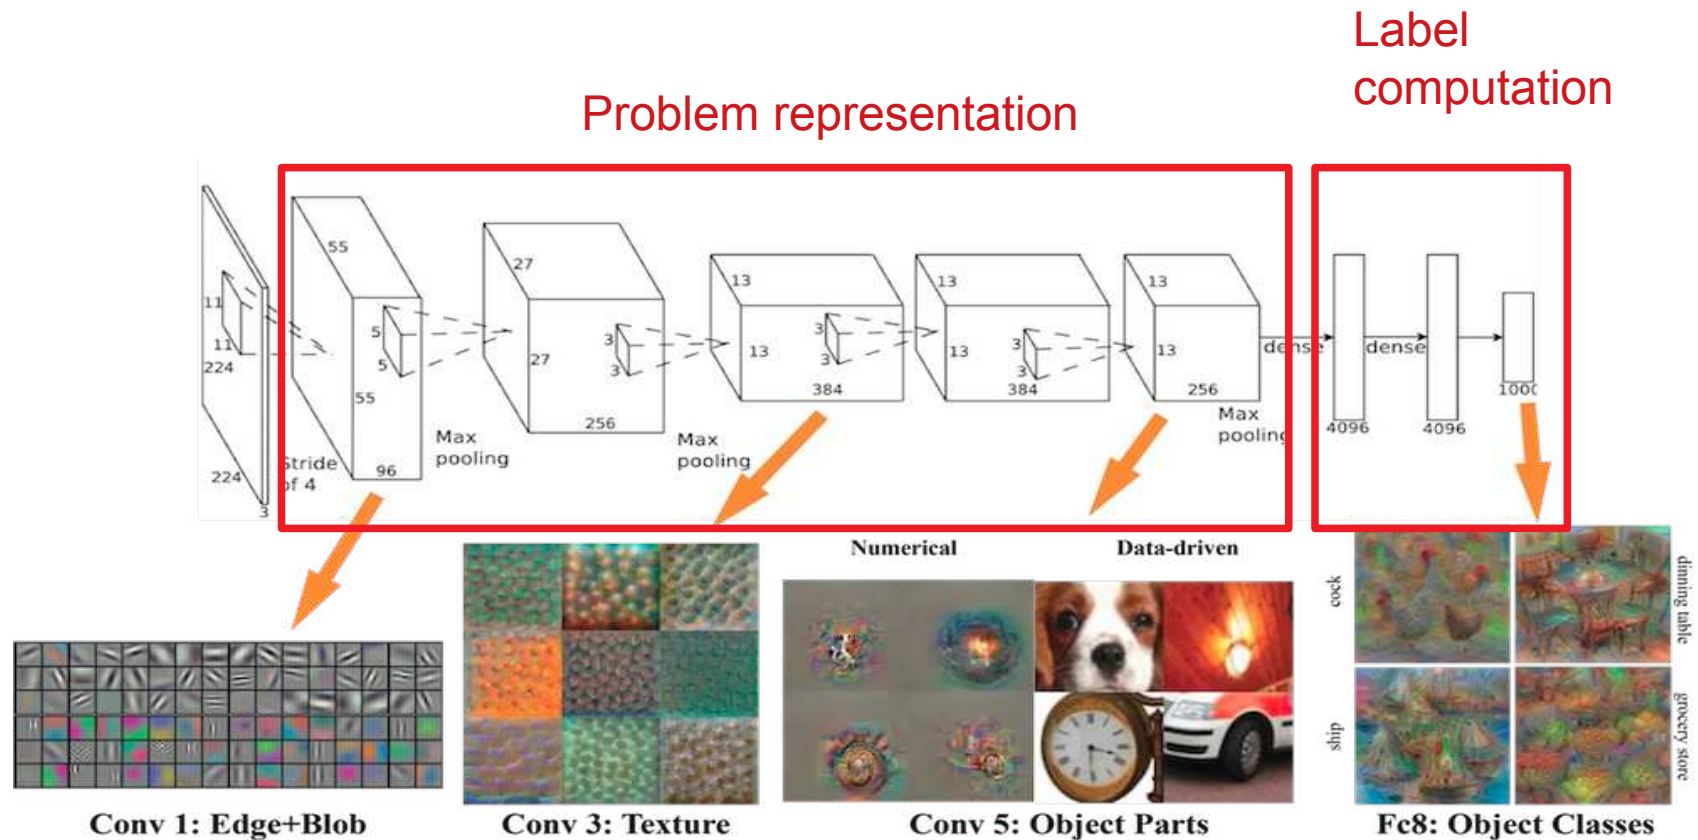 Label
computation
Problem representation
55
27
13
13
13
11
11
224
5
5
55
27
3
3
13
3
3
13
3
3
13
dense
dense
384
384
256
1000
256
Max
pooling
Max
pooling
Max
pooling
4096
4096
224
Stride
of 4
96
3
Numerical
Data-driven
cock
dinning table
ship
grocery store
Conv 1: Edge+Blob
Conv 3: Texture
Conv 5: Object Parts
Fc8: Object Classes